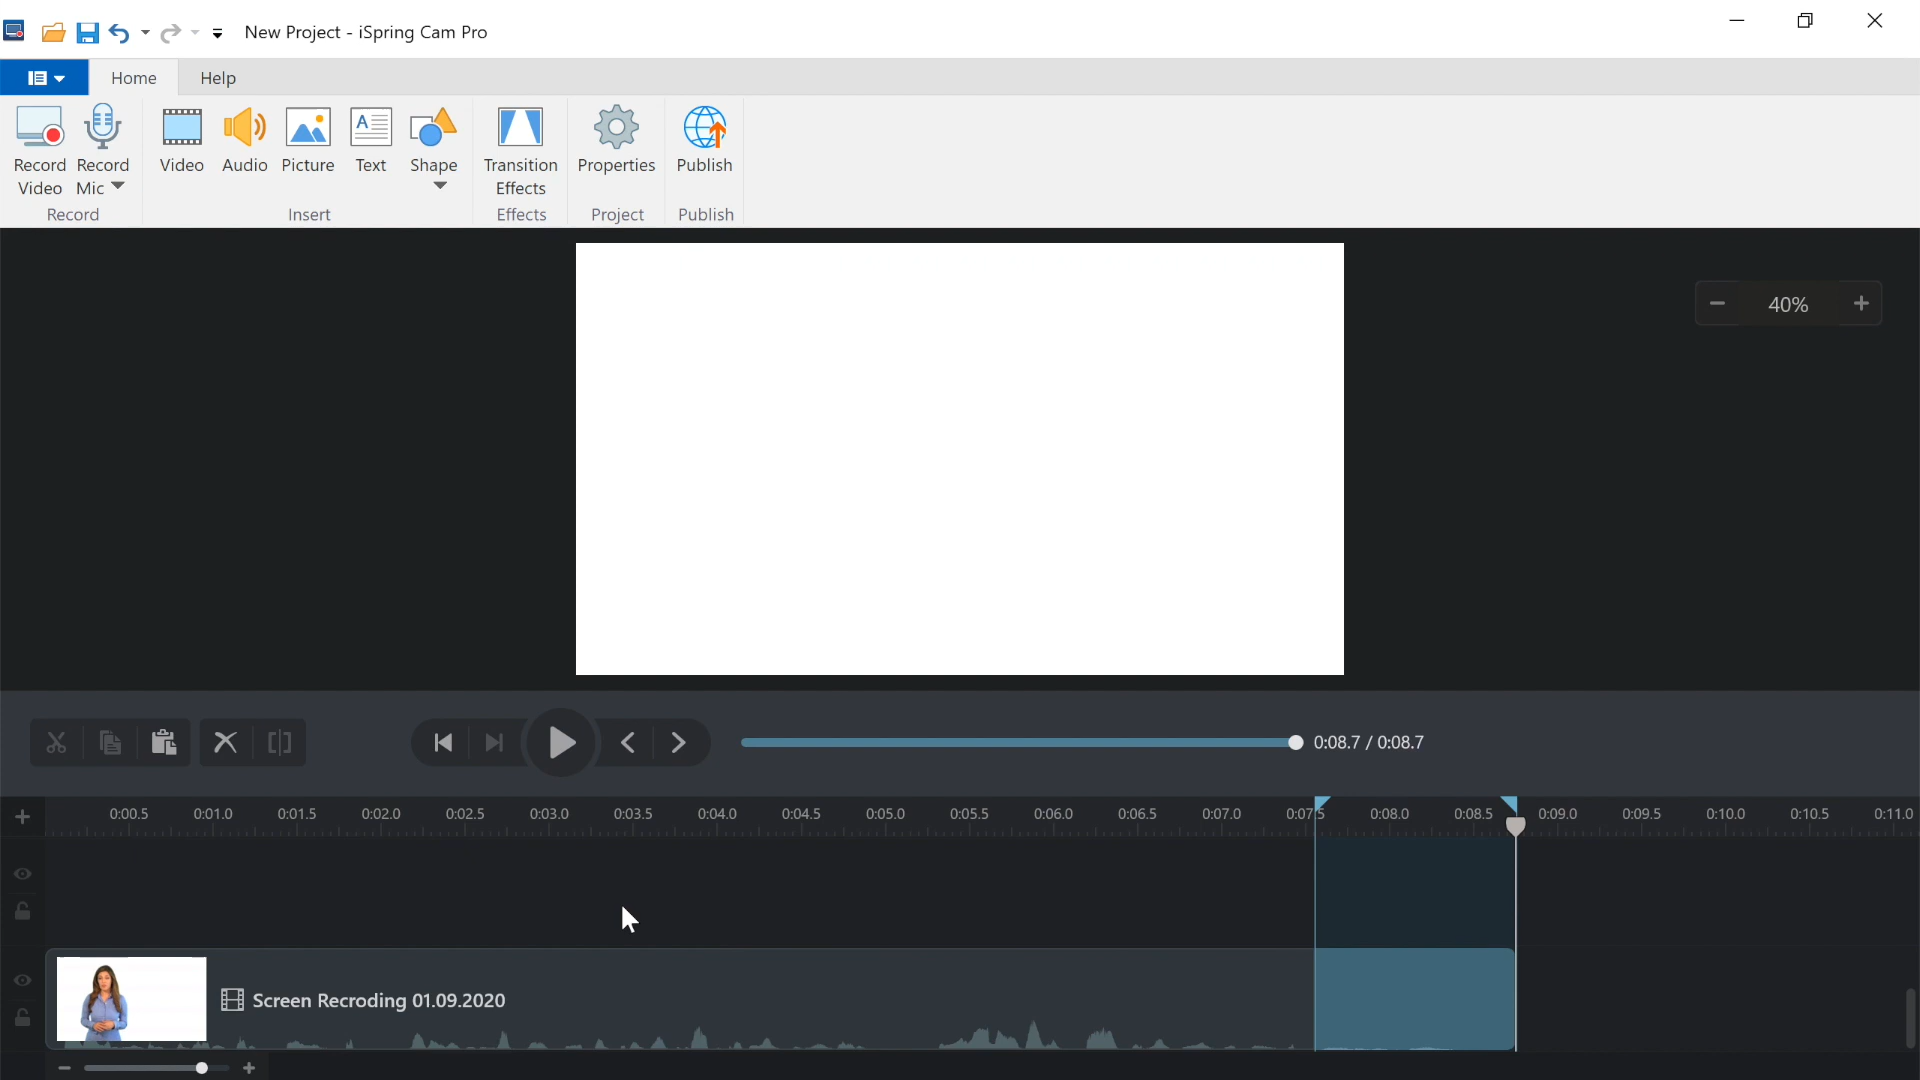 New Project - iSpring Cam Pro
Home Help
Record Video
Record Mic
Video
Audio
Picture
Text
Shape
Transition Effects
Properties
Publish
Record Insert Effects Project Publish
40%
0:08.7 / 0:08.7
0:00.5 0:01.0 0:01.5 0:02.0 0:02.5 0:03.0 0:03.5 0:04.0 0:04.5 0:05.0 0:05.5 0:06.0 0:06.5 0:07.0 0:07.5 0:08.0 0:08.5 0:09.0 0:09.5 0:10.0 0:10.5 0:11.0
Screen Recroding 01.09.2020